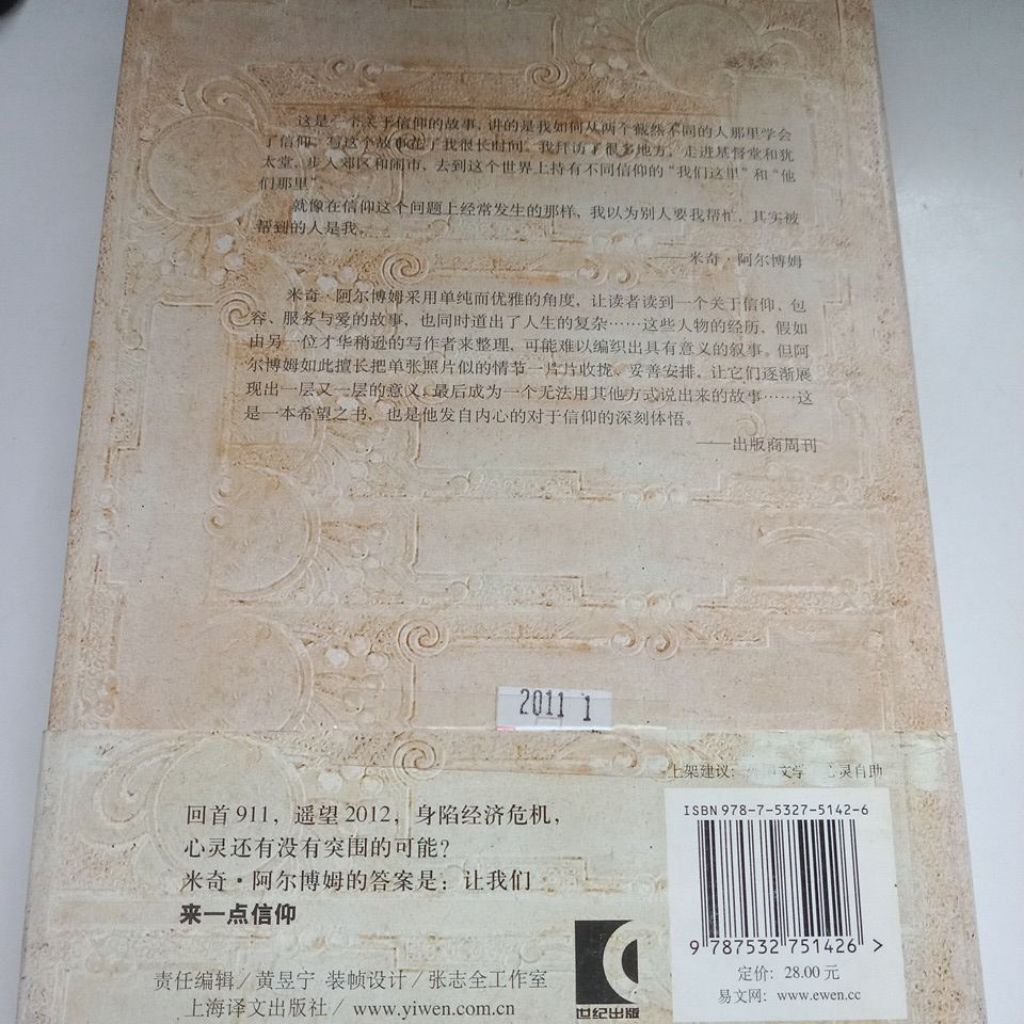 这是一个关于信仰的故事,讲的是我如何从两个截然不同的人那里学会
了信仰。写这个故事花了我很长时间。我拜访了很多地方,走进基督堂和犹
太堂,步入郊区和闹市,去到这个世界上持有不同信仰的“我们这里”和“他
们那里”。
就像在信仰这个问题上经常发生的那样,我以为别人要我帮忙,其实被
帮到的人是我。
——米奇·阿尔博姆
米奇·阿尔博姆采用单纯而优雅的角度,让读者读到一个关于信仰、包
容、服务与爱的故事,也同时道出了人生的复杂……这些人物的经历,假如
由另一位才华稍逊的写作者来整理,可能难以编织出具有意义的叙事。但阿
尔博姆如此擅长把单张照片似的情节一片片收拢、妥善安排,让它们逐渐展
现出一层又一层的意义,最后成为一个无法用其他方式说出来的故事……这
是一本希望之书,也是他发自内心的对于信仰的深刻体悟。
——出版商周刊
2011 1
上架建议: 文学 心灵自助
回首911,遥望2012,身陷经济危机,
心灵还有没有突围的可能?
米奇·阿尔博姆的答案是:让我们
来一点信仰
责任编辑/黄昱宁 装帧设计/张志全工作室
上海译文出版社/ www.yiwen.com.cn
世纪出版
ISBN 978-7-5327-5142-6
9 787532 751426 >
定价: 28.00 元
易文网: www.ewen.cc